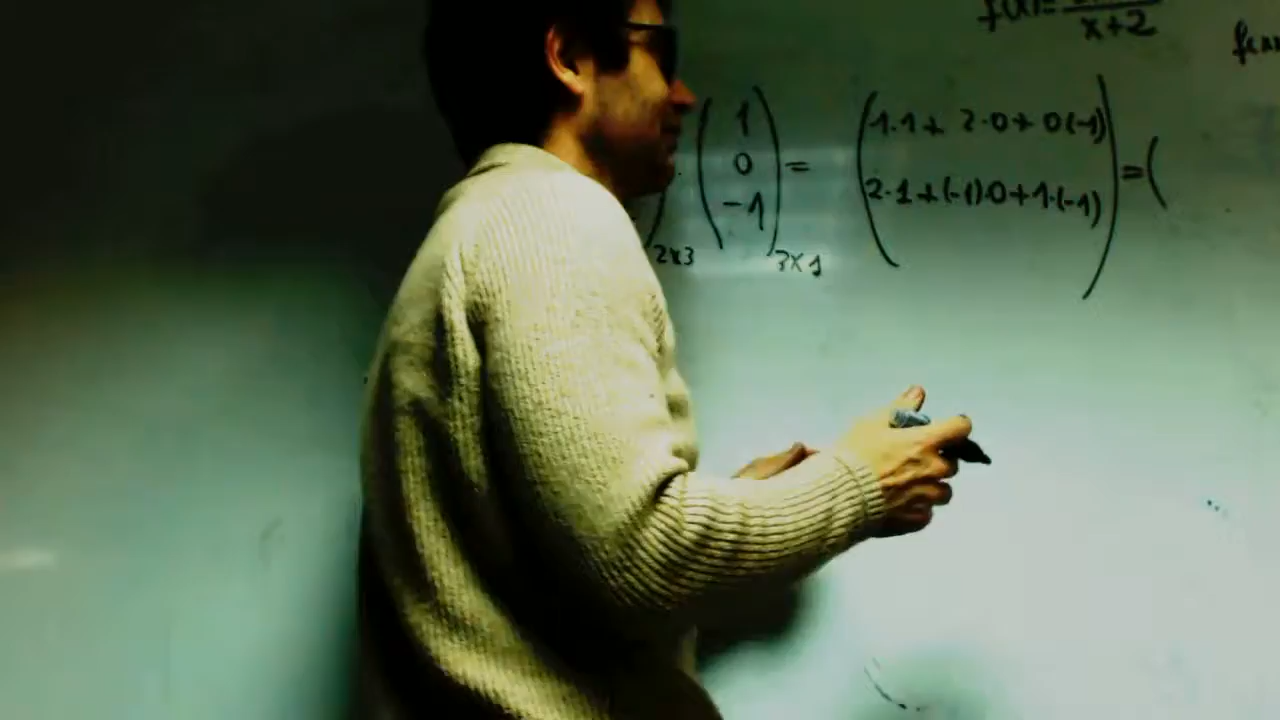 x+2
1
0
-1
=
1·1+ 2·0+ 0(-1)
2·1+(-1)·0+1·(-1)
=(
2x3
3x1